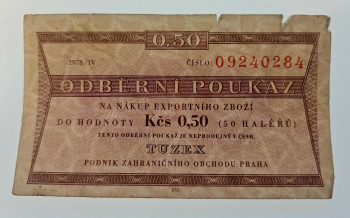 0.50
1978/IV
ČÍSLO: 09240284
ODBĚRNÍ POUKAZ
NA NÁKUP EXPORTNÍHO ZBOŽÍ
DO HODNOTY Kčs 0,50 (50 HALÉŘŮ)
TENTO ODBĚRNÍ POUKAZ JE NEPRODEJNÝ V ČSSR.
TUZEX
PODNIK ZAHRANIČNÍHO OBCHODU PRAHA